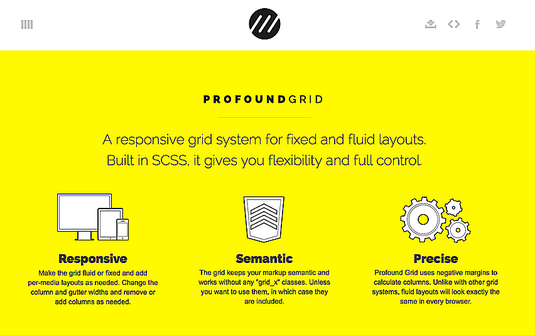 PROFOUNDGRID
A responsive grid system for fixed and fluid layouts.
Built in SCSS, it gives you flexibility and full control.
Responsive
Make the grid fluid or fixed and add
per-media layouts as needed. Change the
column and gutter widths and remove or
add columns as needed.
Semantic
The grid keeps your markup semantic and
works without any "grid_x" classes. Unless
you want to use them, in which case they
are included.
Precise
Profound Grid uses negative margins to
calculate columns. Unlike with other grid
systems, fluid layouts will look exactly the
same in every browser.